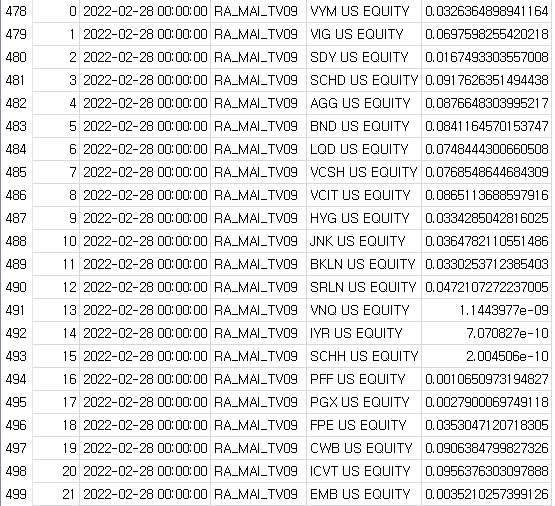 478 0 2022-02-28 00:00:00 RA_MAI_TV09 VYM US EQUITY 0.0326364898941164
479 1 2022-02-28 00:00:00 RA_MAI_TV09 VIG US EQUITY 0.0697598255420218
480 2 2022-02-28 00:00:00 RA_MAI_TV09 SDY US EQUITY 0.0167493303557008
481 3 2022-02-28 00:00:00 RA_MAI_TV09 SCHD US EQUITY 0.0917626351494438
482 4 2022-02-28 00:00:00 RA_MAI_TV09 AGG US EQUITY 0.0876648303995217
483 5 2022-02-28 00:00:00 RA_MAI_TV09 BND US EQUITY 0.0841164570153747
484 6 2022-02-28 00:00:00 RA_MAI_TV09 LQD US EQUITY 0.0748444300660508
485 7 2022-02-28 00:00:00 RA_MAI_TV09 VCSH US EQUITY 0.0768548644684309
486 8 2022-02-28 00:00:00 RA_MAI_TV09 VCIT US EQUITY 0.0865113688597916
487 9 2022-02-28 00:00:00 RA_MAI_TV09 HYG US EQUITY 0.0334285042816025
488 10 2022-02-28 00:00:00 RA_MAI_TV09 JNK US EQUITY 0.0364782110551486
489 11 2022-02-28 00:00:00 RA_MAI_TV09 BKLN US EQUITY 0.0330253712385403
490 12 2022-02-28 00:00:00 RA_MAI_TV09 SRLN US EQUITY 0.0472107272237005
491 13 2022-02-28 00:00:00 RA_MAI_TV09 VNQ US EQUITY 1.1443977e-09
492 14 2022-02-28 00:00:00 RA_MAI_TV09 IYR US EQUITY 7.070827e-10
493 15 2022-02-28 00:00:00 RA_MAI_TV09 SCHH US EQUITY 2.004506e-10
494 16 2022-02-28 00:00:00 RA_MAI_TV09 PFF US EQUITY 0.0010650973194827
495 17 2022-02-28 00:00:00 RA_MAI_TV09 PGX US EQUITY 0.0027900069749118
496 18 2022-02-28 00:00:00 RA_MAI_TV09 FPE US EQUITY 0.0353047120718305
497 19 2022-02-28 00:00:00 RA_MAI_TV09 CWB US EQUITY 0.0906384799827326
498 20 2022-02-28 00:00:00 RA_MAI_TV09 ICVT US EQUITY 0.0956376303097888
499 21 2022-02-28 00:00:00 RA_MAI_TV09 EMB US EQUITY 0.0035210257399126